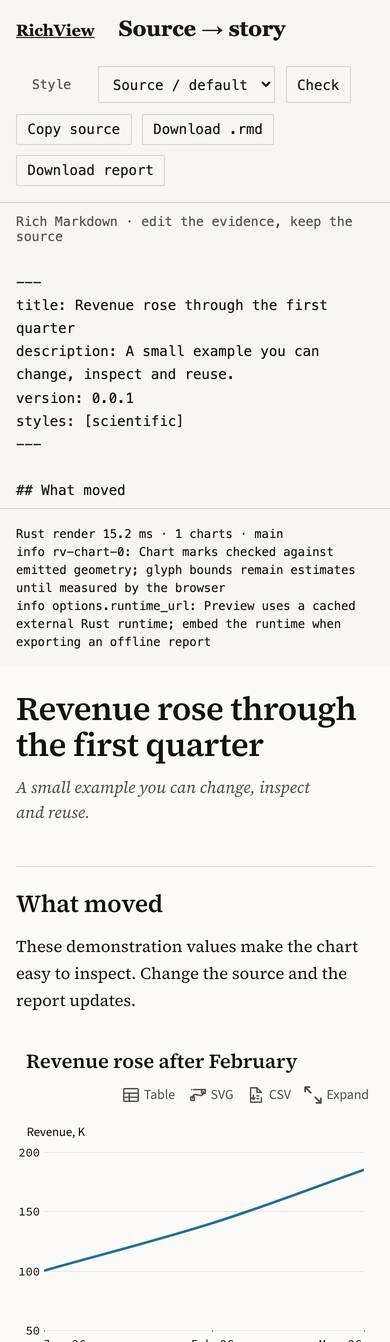 RichView Source → story
Style Source / default Check
Copy source Download .rmd
Download report
Rich Markdown · edit the evidence, keep the
source
---
title: Revenue rose through the first
quarter
description: A small example you can
change, inspect and reuse.
version: 0.0.1
styles: [scientific]
---
## What moved
Rust render 15.2 ms · 1 charts · main
info rv-chart-0: Chart marks checked against
emitted geometry; glyph bounds remain estimates
until measured by the browser
info options.runtime_url: Preview uses a cached
external Rust runtime; embed the runtime when
exporting an offline report
Revenue rose through
the first quarter
A small example you can change, inspect
and reuse.
What moved
These demonstration values make the chart
easy to inspect. Change the source and the
report updates.
Revenue rose after February
Table SVG CSV Expand
Revenue, K
200
150
100
50